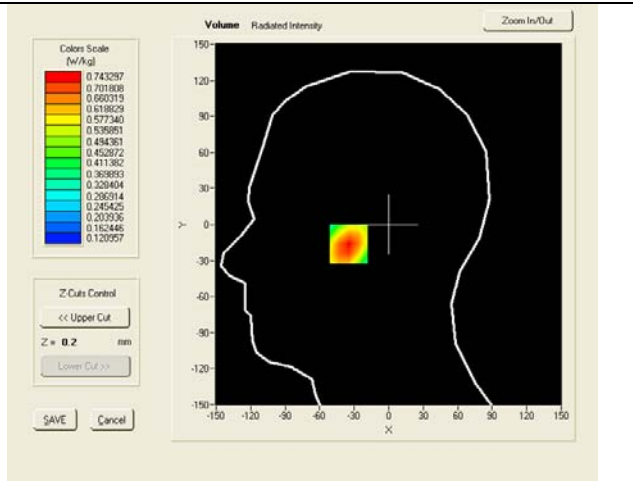 Volume Radiated Intensity
Zoom In/Out
Colors Scale
(W/kg)
0.743297
0.701808
0.660319
0.618829
0.577340
0.535851
0.494361
0.452872
0.411382
0.369893
0.328404
0.286914
0.245425
0.203936
0.162446
0.120957
Z-Cuts Control
<< Upper Cut
Z = 0.2 mm
Lower Cut >>
SAVE Cancel
Y
150
120
90
60
30
0
-30
-60
-90
-120
-150
-150 -120 -90 -60 -30 0 30 60 90 120 150
X